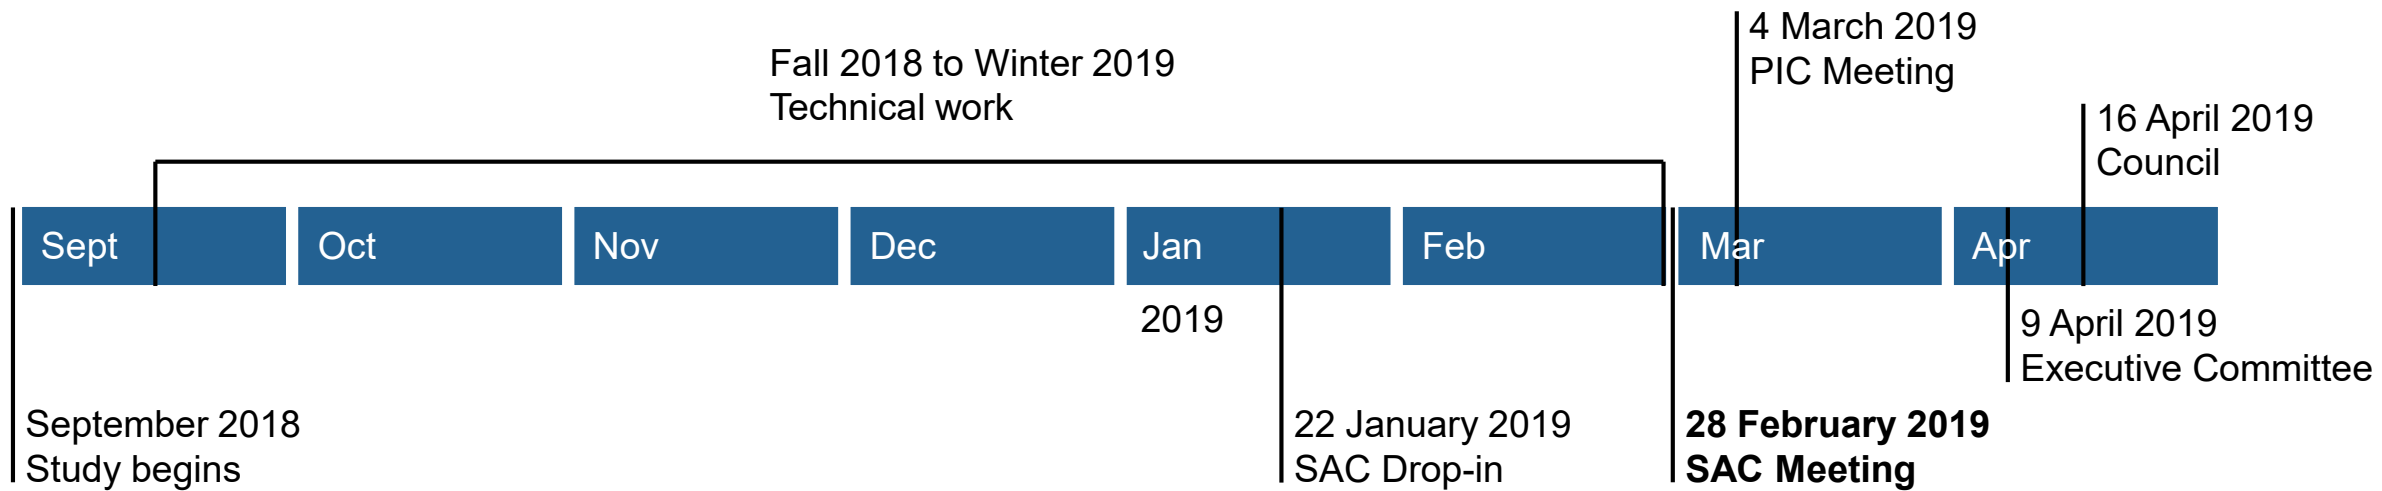 4 March 2019
PIC Meeting
Fall 2018 to Winter 2019
Technical work
16 April 2019
Council
Sept
Oct
Nov
Dec
Jan
Feb
Mar
Apr
2019
9 April 2019
Executive Committee
September 2018
Study begins
22 January 2019
SAC Drop-in
28 February 2019
SAC Meeting